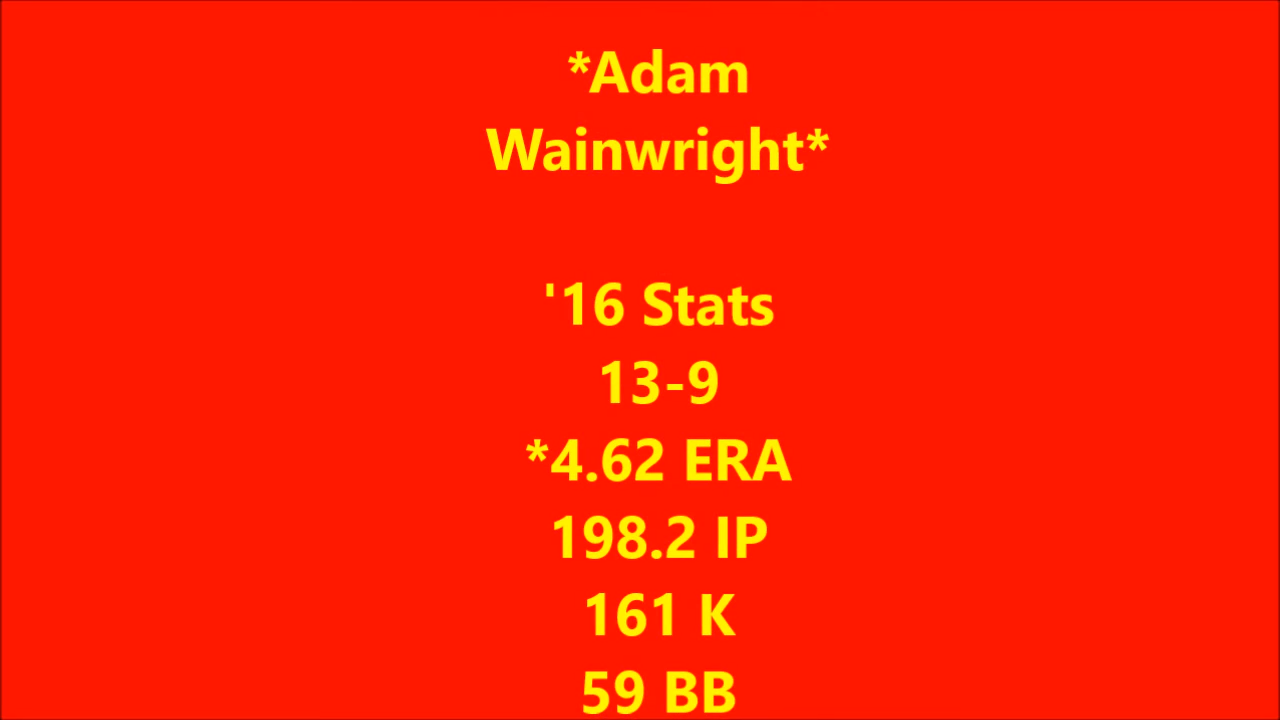 *Adam
Wainwright*
'16 Stats
13-9
*4.62 ERA
198.2 IP
161 K
59 BB